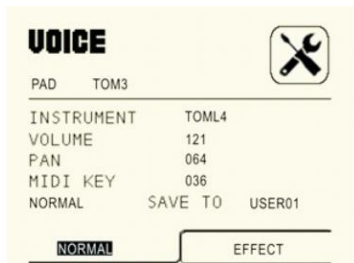 VOICE
PAD TOM3
INSTRUMENT TOML4
VOLUME 121
PAN 064
MIDI KEY 036
NORMAL SAVE TO USER01
NORMAL EFFECT